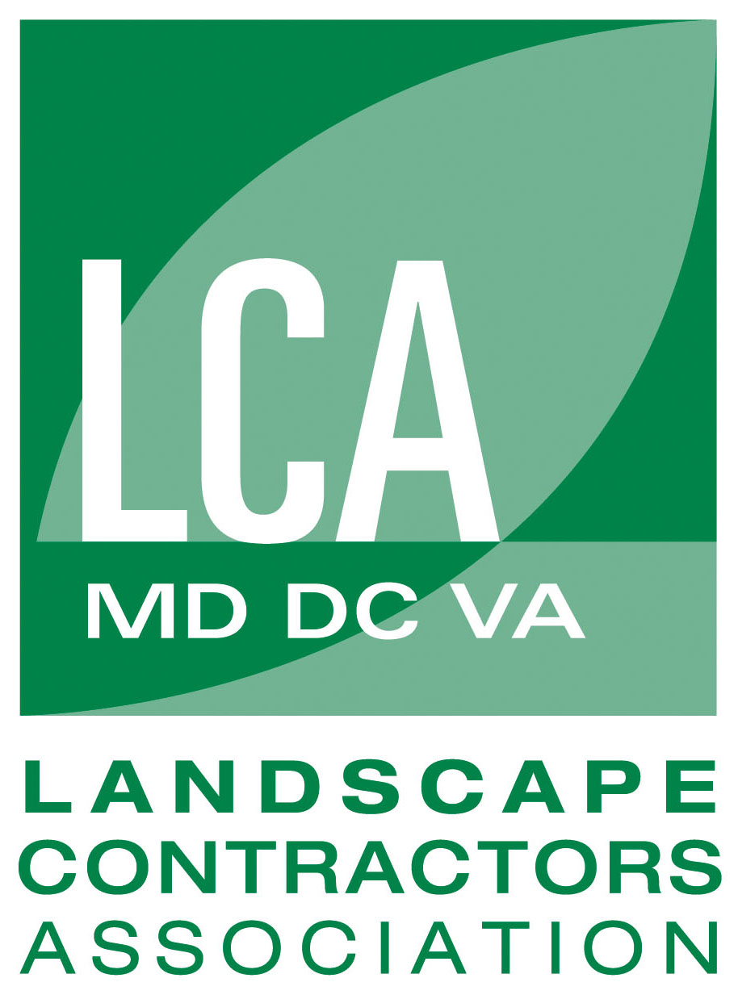 LCA
MD DC VA
LANDSCAPE
CONTRACTORS
ASSOCIATION